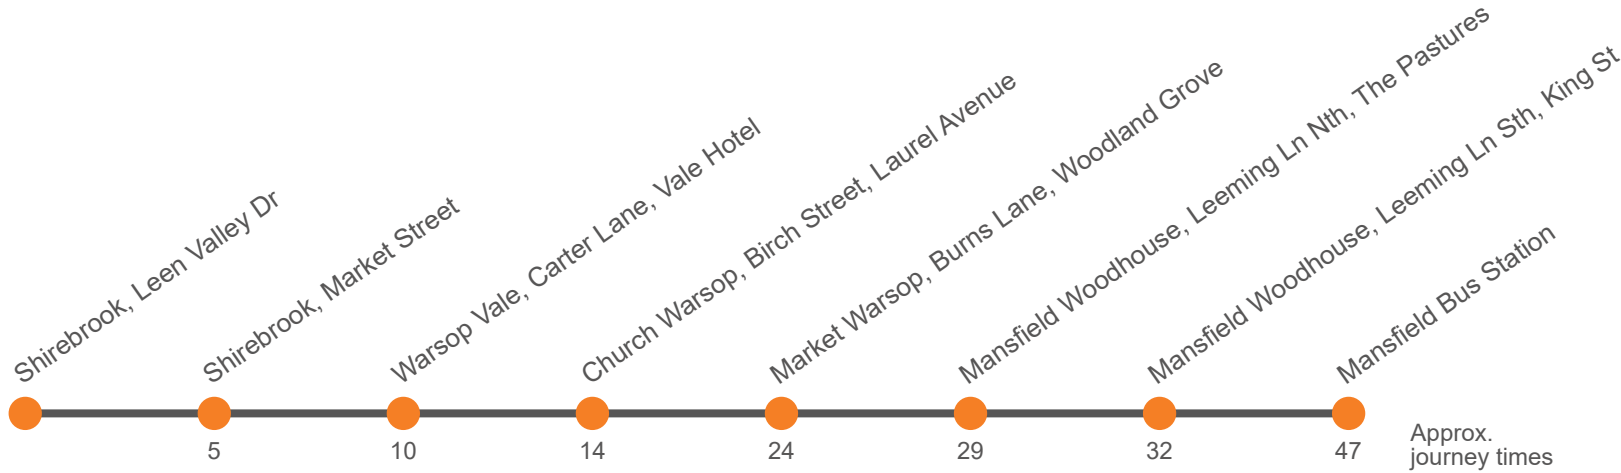 Shirebrook, Leen Valley Dr
Shirebrook, Market Street
Warsop Vale, Carter Lane, Vale Hotel
Church Warsop, Birch Street, Laurel Avenue
Market Warsop, Burns Lane, Woodland Grove
Mansfield Woodhouse, Leeming Ln Nth, The Pastures
Mansfield Woodhouse, Leeming Ln Sth, King St
Mansfield Bus Station
5
10
14
24
29
32
47
Approx.
journey times